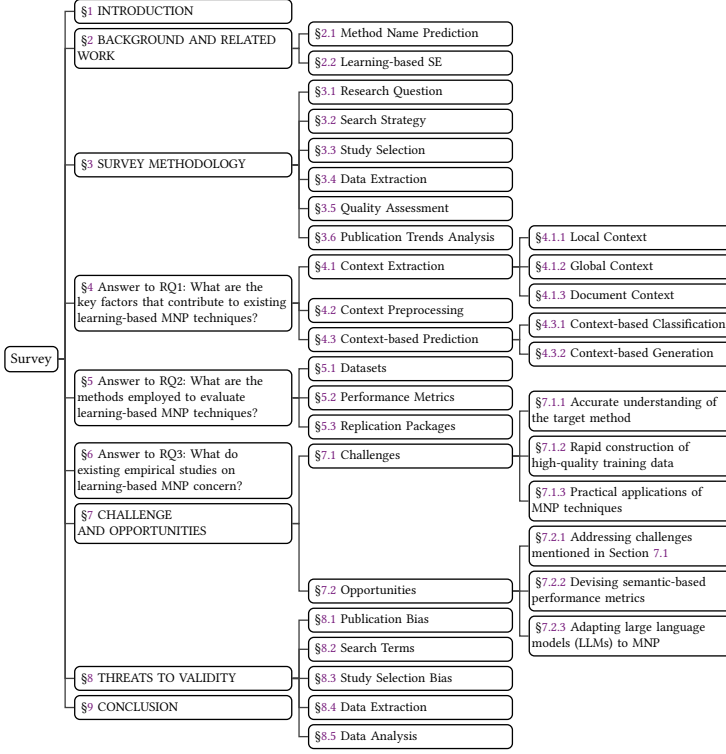 §1 INTRODUCTION
§2 BACKGROUND AND RELATED
WORK
§2.1 Method Name Prediction
§2.2 Learning-based SE
§3.1 Research Question
§3.2 Search Strategy
§3.3 Study Selection
§3 SURVEY METHODOLOGY
§3.4 Data Extraction
§3.5 Quality Assessment
§3.6 Publication Trends Analysis
§4 Answer to RQ1: What are the
key factors that contribute to existing
learning-based MNP techniques?
§4.1 Context Extraction
§4.1.1 Local Context
§4.1.2 Global Context
§4.1.3 Document Context
§4.2 Context Preprocessing
§4.3 Context-based Prediction
§4.3.1 Context-based Classification
§4.3.2 Context-based Generation
Survey
§5 Answer to RQ2: What are the
methods employed to evaluate
learning-based MNP techniques?
§5.1 Datasets
§5.2 Performance Metrics
§5.3 Replication Packages
§6 Answer to RQ3: What do
existing empirical studies on
learning-based MNP concern?
§7 CHALLENGE
AND OPPORTUNITIES
§7.1 Challenges
§7.1.1 Accurate understanding of
the target method
§7.1.2 Rapid construction of
high-quality training data
§7.1.3 Practical applications of
MNP techniques
§7.2 Opportunities
§7.2.1 Addressing challenges
mentioned in Section 7.1
§7.2.2 Devising semantic-based
performance metrics
§7.2.3 Adapting large language
models (LLMs) to MNP
§8 THREATS TO VALIDITY
§8.1 Publication Bias
§8.2 Search Terms
§8.3 Study Selection Bias
§8.4 Data Extraction
§8.5 Data Analysis
§9 CONCLUSION